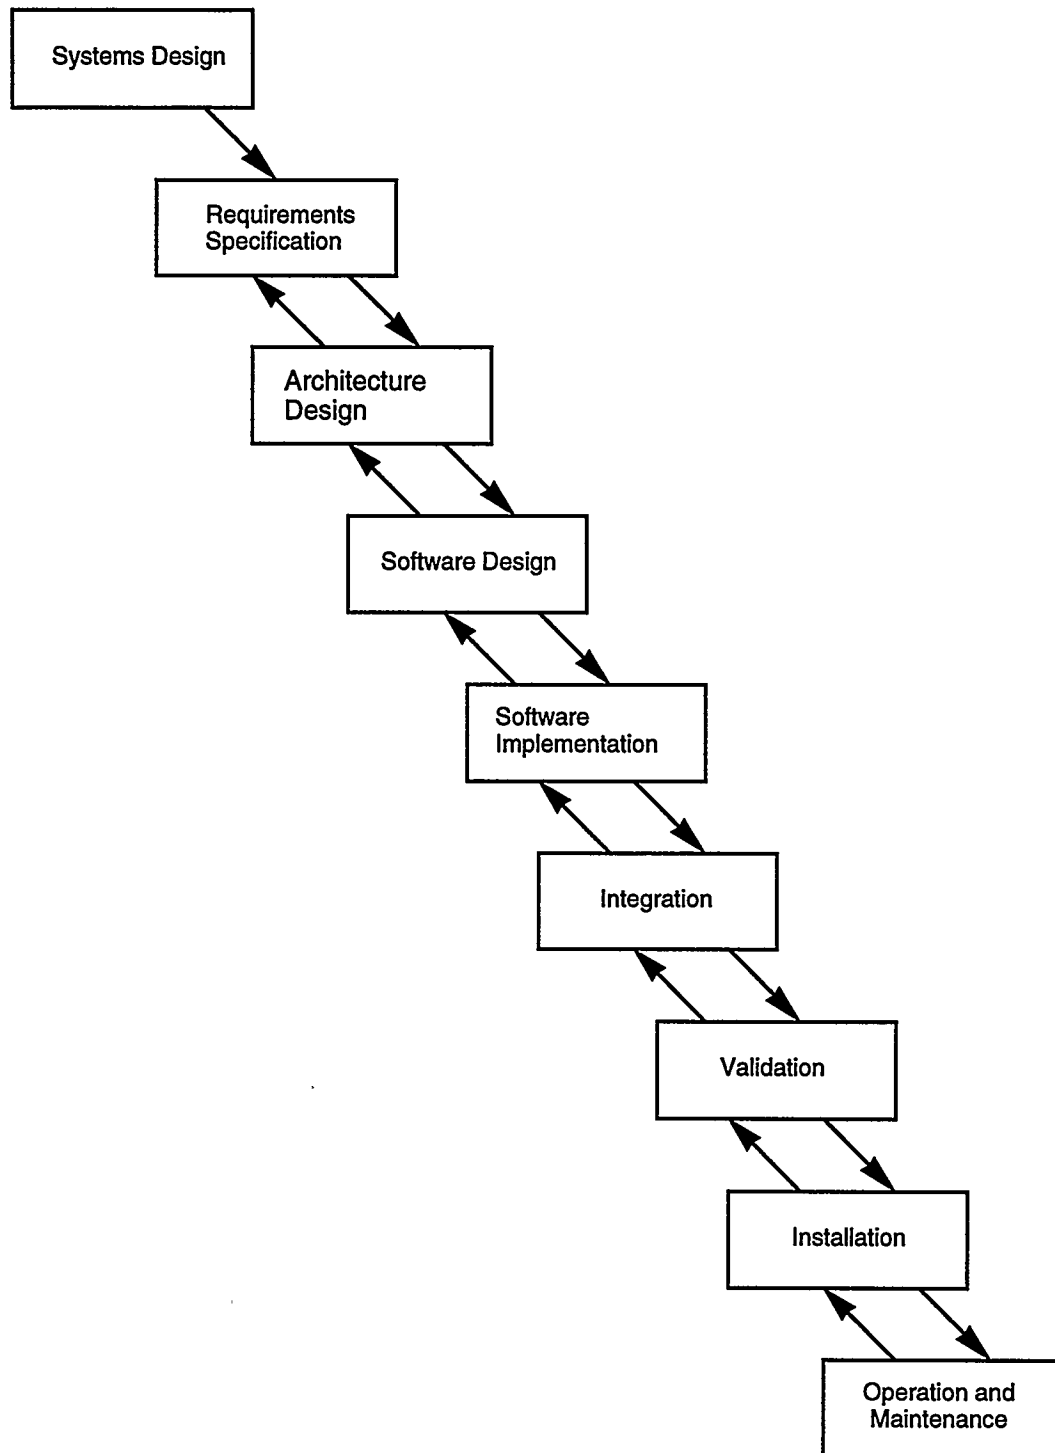 Systems Design
Requirements
Specification
Architecture
Design
Software Design
Software
Implementation
Integration
Validation
Installation
Operation and
Maintenance